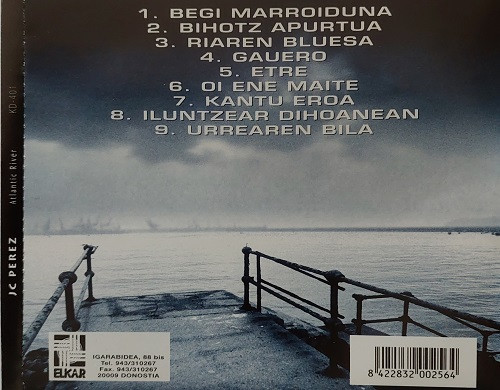 1. BEGI MARROIDUNA
2. BIHOTZ APURTUA
3. RIAREN BLUESA
4. GAUERO
5. ETRE
6. OI ENE MAITE
7. KANTU EROA
8. ILUNTZEAR DIHOANEAN
9. URREAREN BILA
JC PEREZ Atlantic River KD-401
ELKAR
IGARABIDEA, 88 bis
Tel. 943/310267
Fax. 943/310267
20009 DONOSTIA
8 422832 002564